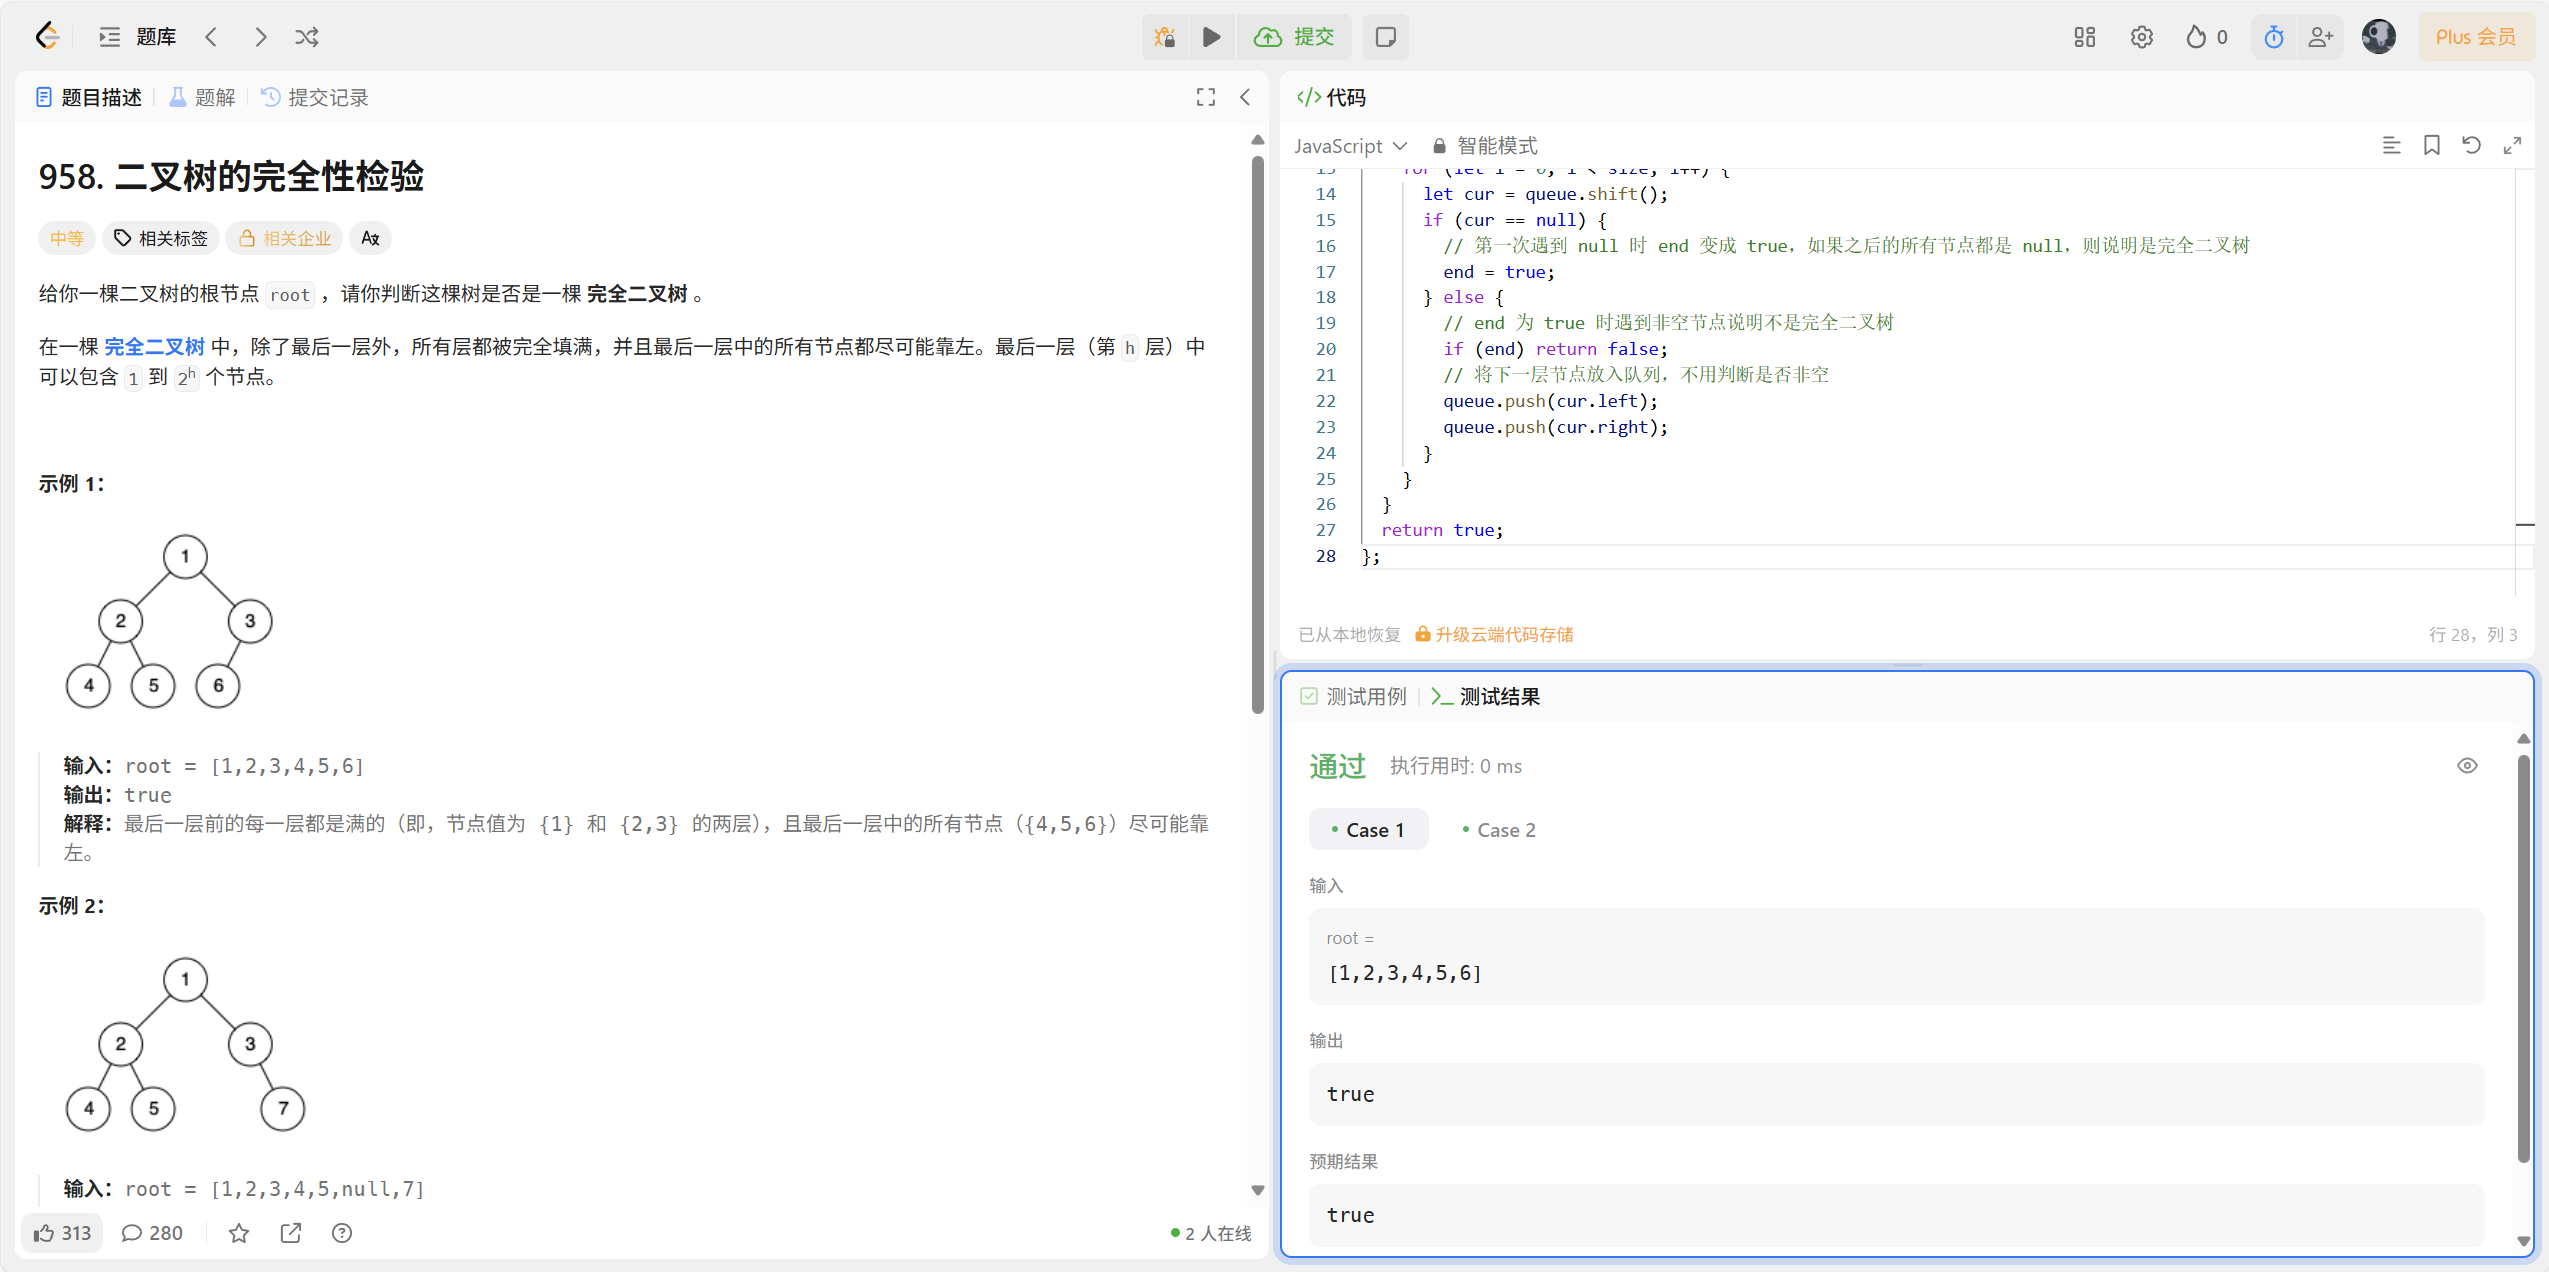 题库
提交
0
Plus 会员
题目描述
题解
提交记录
958. 二叉树的完全性检验
中等
相关标签
相关企业
给你一棵二叉树的根节点 root ，请你判断这棵树是否是一棵 完全二叉树 。
在一棵 完全二叉树 中，除了最后一层外，所有层都被完全填满，并且最后一层中的所有节点都尽可能靠左。最后一层（第 h 层）中
可以包含 1 到 2h 个节点。
示例 1：
1
2 3
4 5 6
输入：root = [1,2,3,4,5,6]
输出：true
解释：最后一层前的每一层都是满的（即，节点值为 {1} 和 {2,3} 的两层），且最后一层中的所有节点（{4,5,6}）尽可能靠
左。
示例 2：
1
2 3
4 5 7
输入：root = [1,2,3,4,5,null,7]
313
280
2 人在线
代码
JavaScript
智能模式
13 for (let i = 0; i < size; i++) {
14 let cur = queue.shift();
15 if (cur == null) {
16 // 第一次遇到 null 时 end 变成 true，如果之后的所有节点都是 null，则说明是完全二叉树
17 end = true;
18 } else {
19 // end 为 true 时遇到非空节点说明不是完全二叉树
20 if (end) return false;
21 // 将下一层节点放入队列，不用判断是否非空
22 queue.push(cur.left);
23 queue.push(cur.right);
24 }
25 }
26 }
27 return true;
28 };
已从本地恢复
升级云端代码存储
行 28，列 3
测试用例
测试结果
通过
执行用时: 0 ms
Case 1
Case 2
输入
root =
[1,2,3,4,5,6]
输出
true
预期结果
true